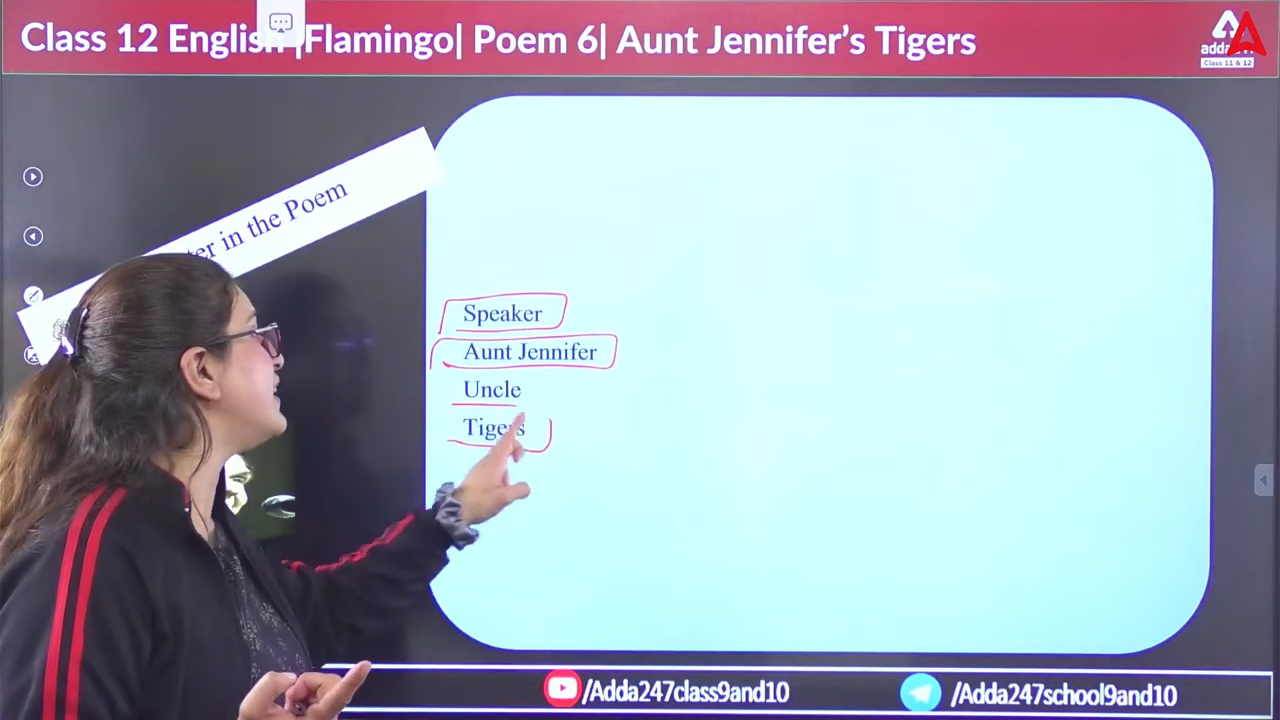 Class 12 English |Flamingo| Poem 6| Aunt Jennifer's Tigers
Class 11 & 12
in the Poem
Speaker
Aunt Jennifer
Uncle
Tigers
/Adda247class9and10
/Adda247school9and10